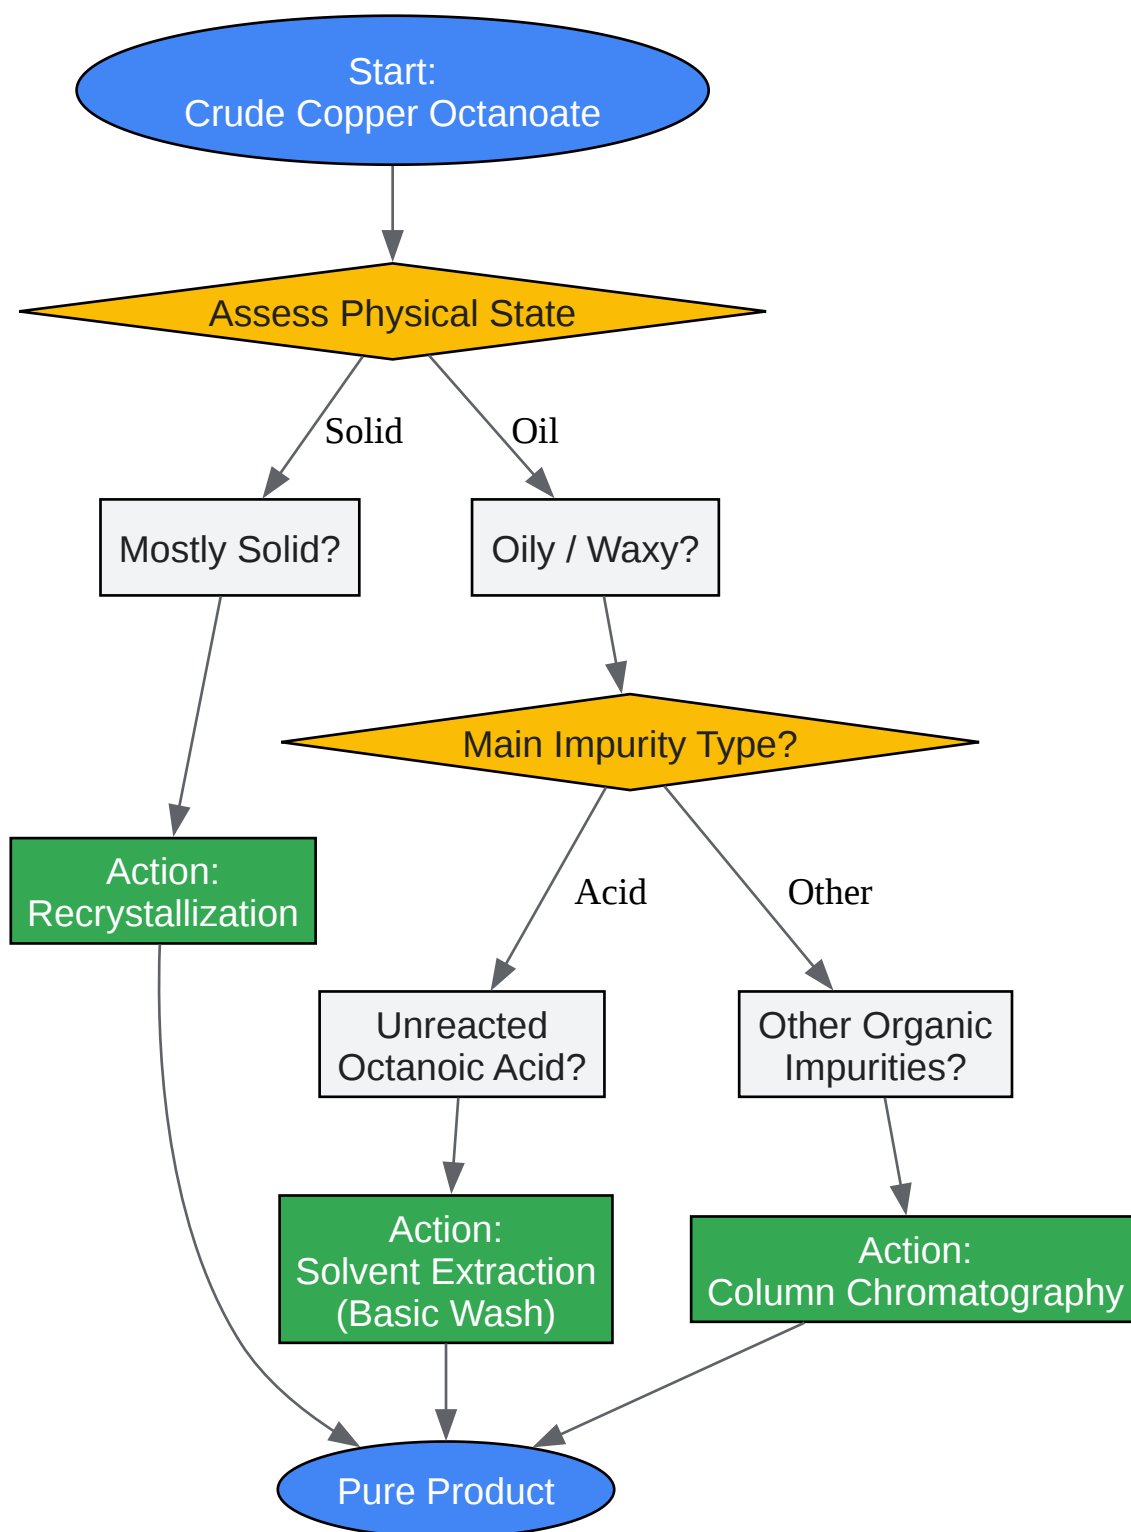 Start:
Crude Copper Octanoate
Assess Physical State
Solid
Oil
Mostly Solid?
Oily / Waxy?
Main Impurity Type?
Action:
Recrystallization
Acid
Other
Unreacted
Octanoic Acid?
Other Organic
Impurities?
Action:
Solvent Extraction
(Basic Wash)
Action:
Column Chromatography
Pure Product